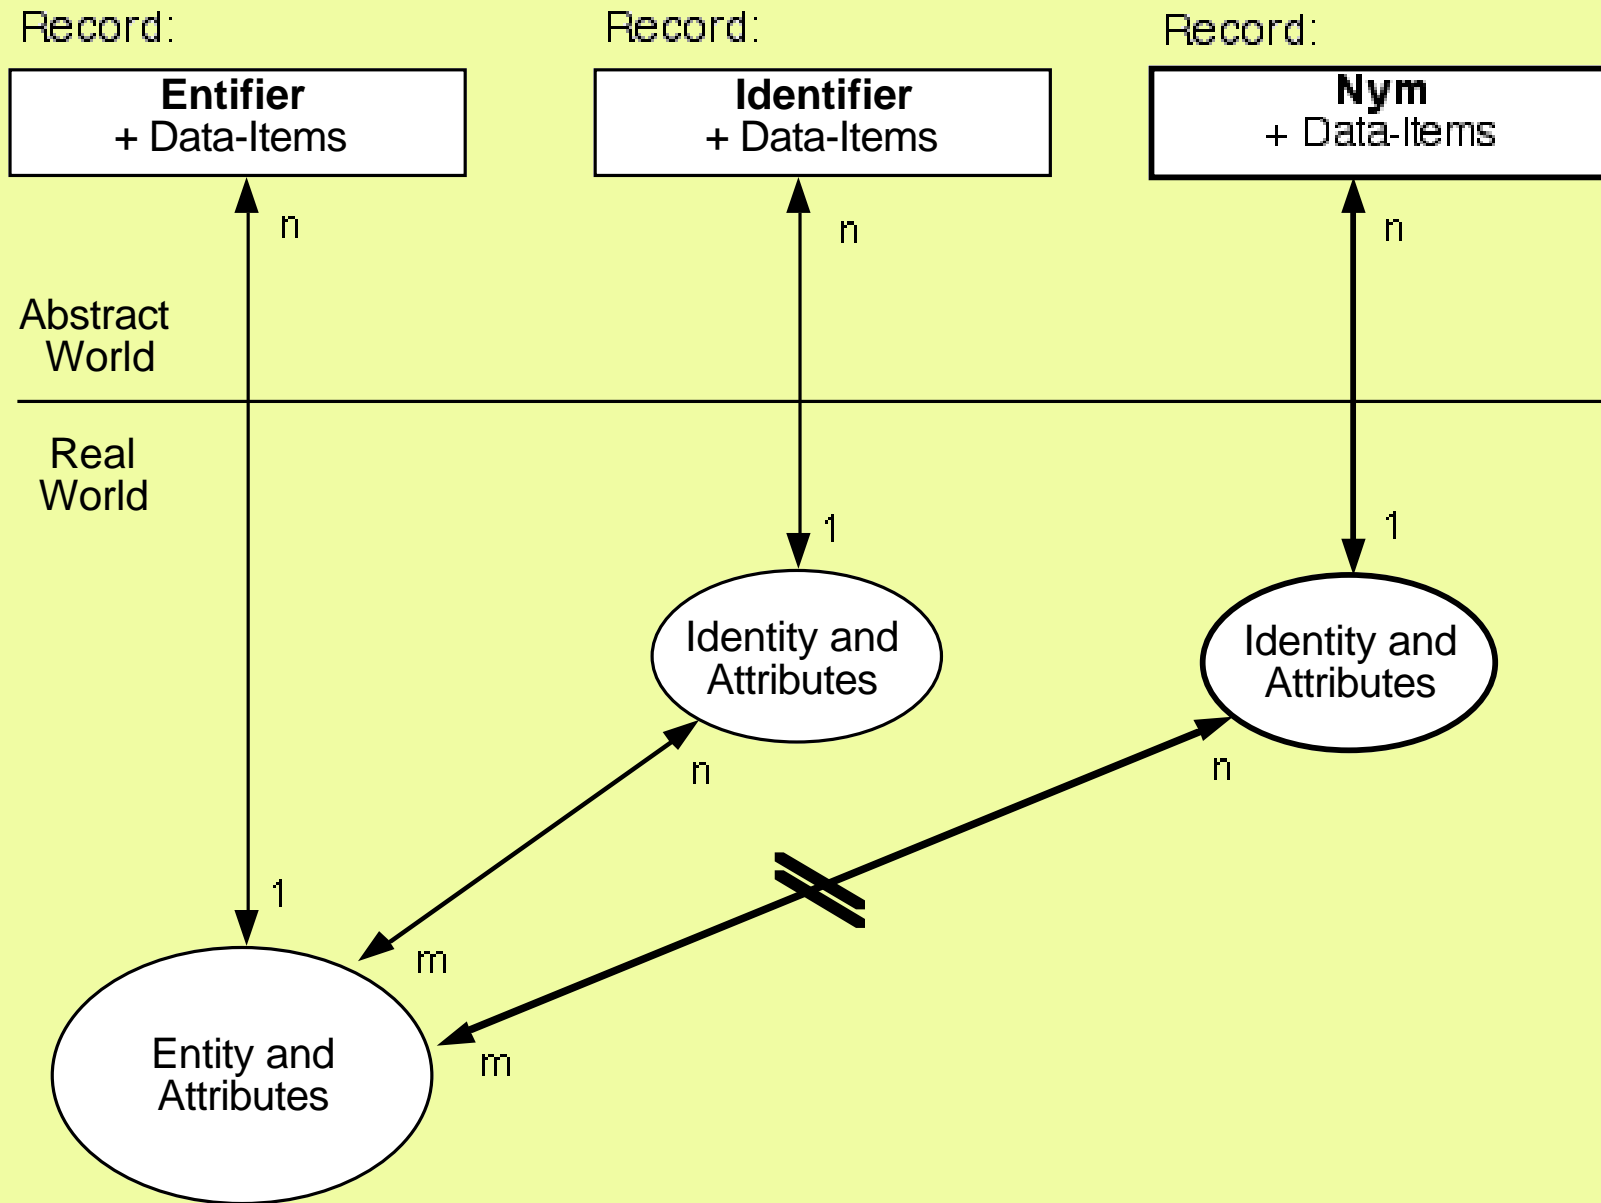 Record:
Record:
Record:
Entifier
+ Data-Items
Identifier
+ Data-Items
Nym
+ Data-Items
n
n
n
Abstract
World
Real
World
1
1
Identity and
Attributes
Identity and
Attributes
n
n
1
m
m
Entity and
Attributes